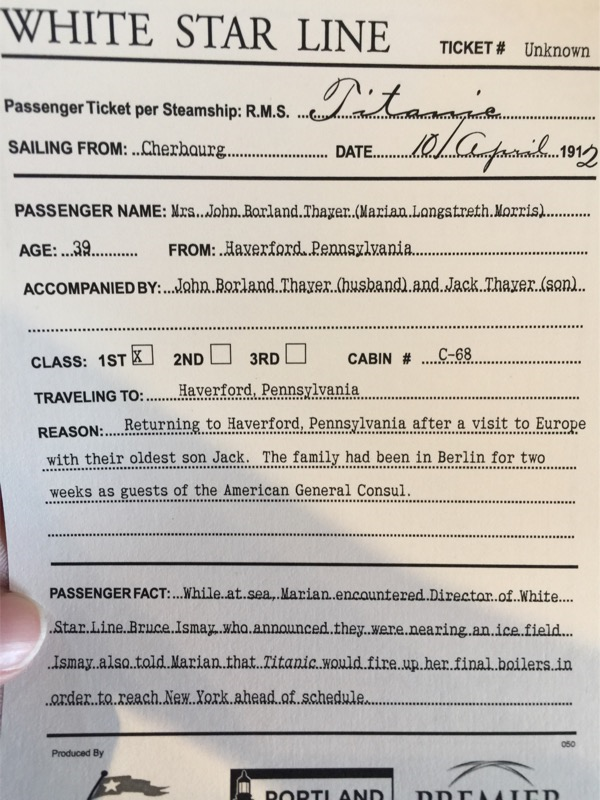 WHITE STAR LINE TICKET # Unknown
Passenger Ticket per Steamship: R.M.S. Titanic
SAILING FROM: Cherbourg DATE 10/April 1912
PASSENGER NAME: Mrs. John Borland Thayer (Marian Longstreth Morris)
AGE: 39 FROM: Haverford, Pennsylvania
ACCOMPANIED BY: John Borland Thayer (husband) and Jack Thayer (son)
CLASS: 1ST X 2ND 3RD CABIN # C-68
TRAVELING TO: Haverford, Pennsylvania
REASON: Returning to Haverford, Pennsylvania after a visit to Europe
with their oldest son Jack. The family had been in Berlin for two
weeks as guests of the American General Consul.
PASSENGER FACT: While at sea, Marian encountered Director of White
Star Line Bruce Ismay, who announced they were nearing an ice field.
Ismay also told Marian that Titanic would fire up her final boilers in
order to reach New York ahead of schedule.
050
Produced By
PORTLAND PREMIER